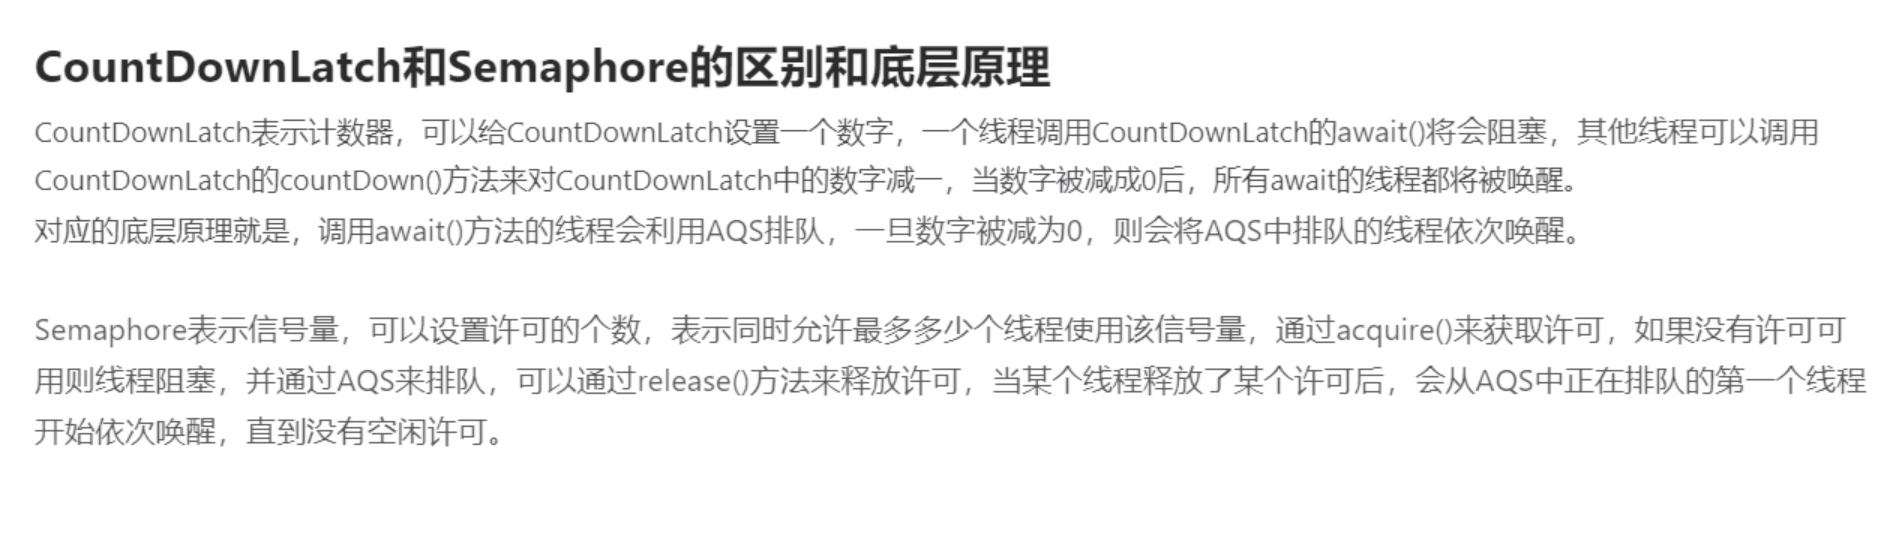 CountDownLatch和Semaphore的区别和底层原理
CountDownLatch表示计数器，可以给CountDownLatch设置一个数字，一个线程调用CountDownLatch的await()将会阻塞，其他线程可以调用
CountDownLatch的countDown()方法来对CountDownLatch中的数字减一，当数字被减成0后，所有await的线程都将被唤醒。
对应的底层原理就是，调用await()方法的线程会利用AQS排队，一旦数字被减为0，则会将AQS中排队的线程依次唤醒。
Semaphore表示信号量，可以设置许可的个数，表示同时允许最多多少个线程使用该信号量，通过acquire()来获取许可，如果没有许可可
用则线程阻塞，并通过AQS来排队，可以通过release()方法来释放许可，当某个线程释放了某个许可后，会从AQS中正在排队的第一个线程
开始依次唤醒，直到没有空闲许可。